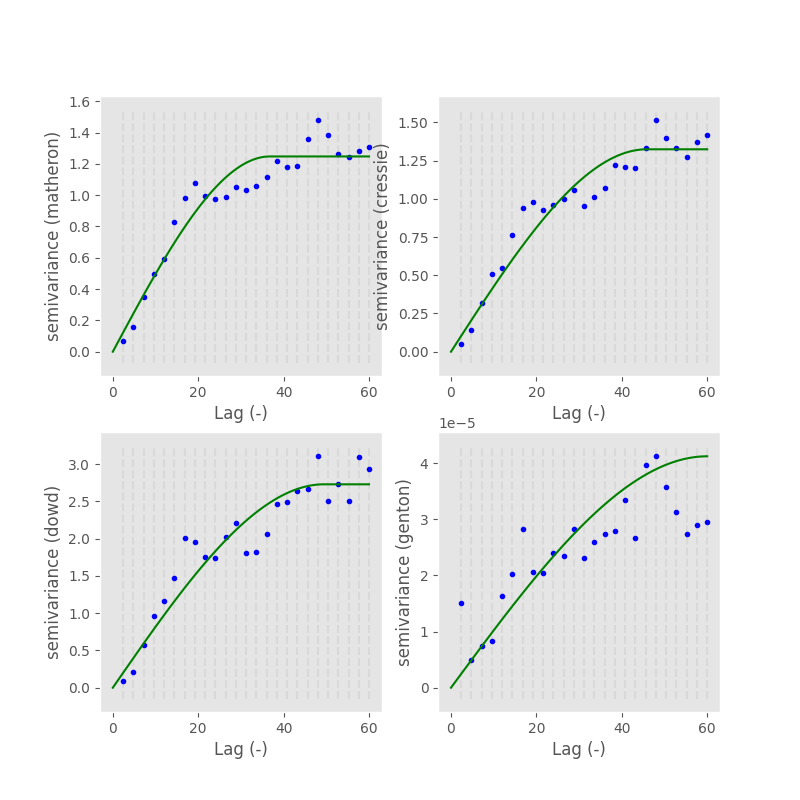 semivariance (matheron)
1.6
1.4
1.2
1.0
0.8
0.6
0.4
0.2
0.0
0 20 40 60
Lag (-)
semivariance (cressie)
1.50
1.25
1.00
0.75
0.50
0.25
0.00
0 20 40 60
Lag (-)
semivariance (dowd)
3.0
2.5
2.0
1.5
1.0
0.5
0.0
0 20 40 60
Lag (-)
1e−5
semivariance (genton)
4
3
2
1
0
0 20 40 60
Lag (-)